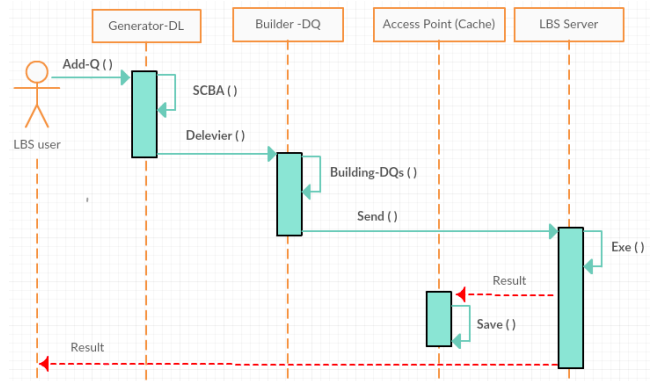 Generator-DL
Builder -DQ
Access Point (Cache)
LBS Server
Add-Q ( )
SCBA ( )
LBS user
Delevier ( )
Building-DQs ( )
Send ( )
Exe ( )
Result
Save ( )
Result